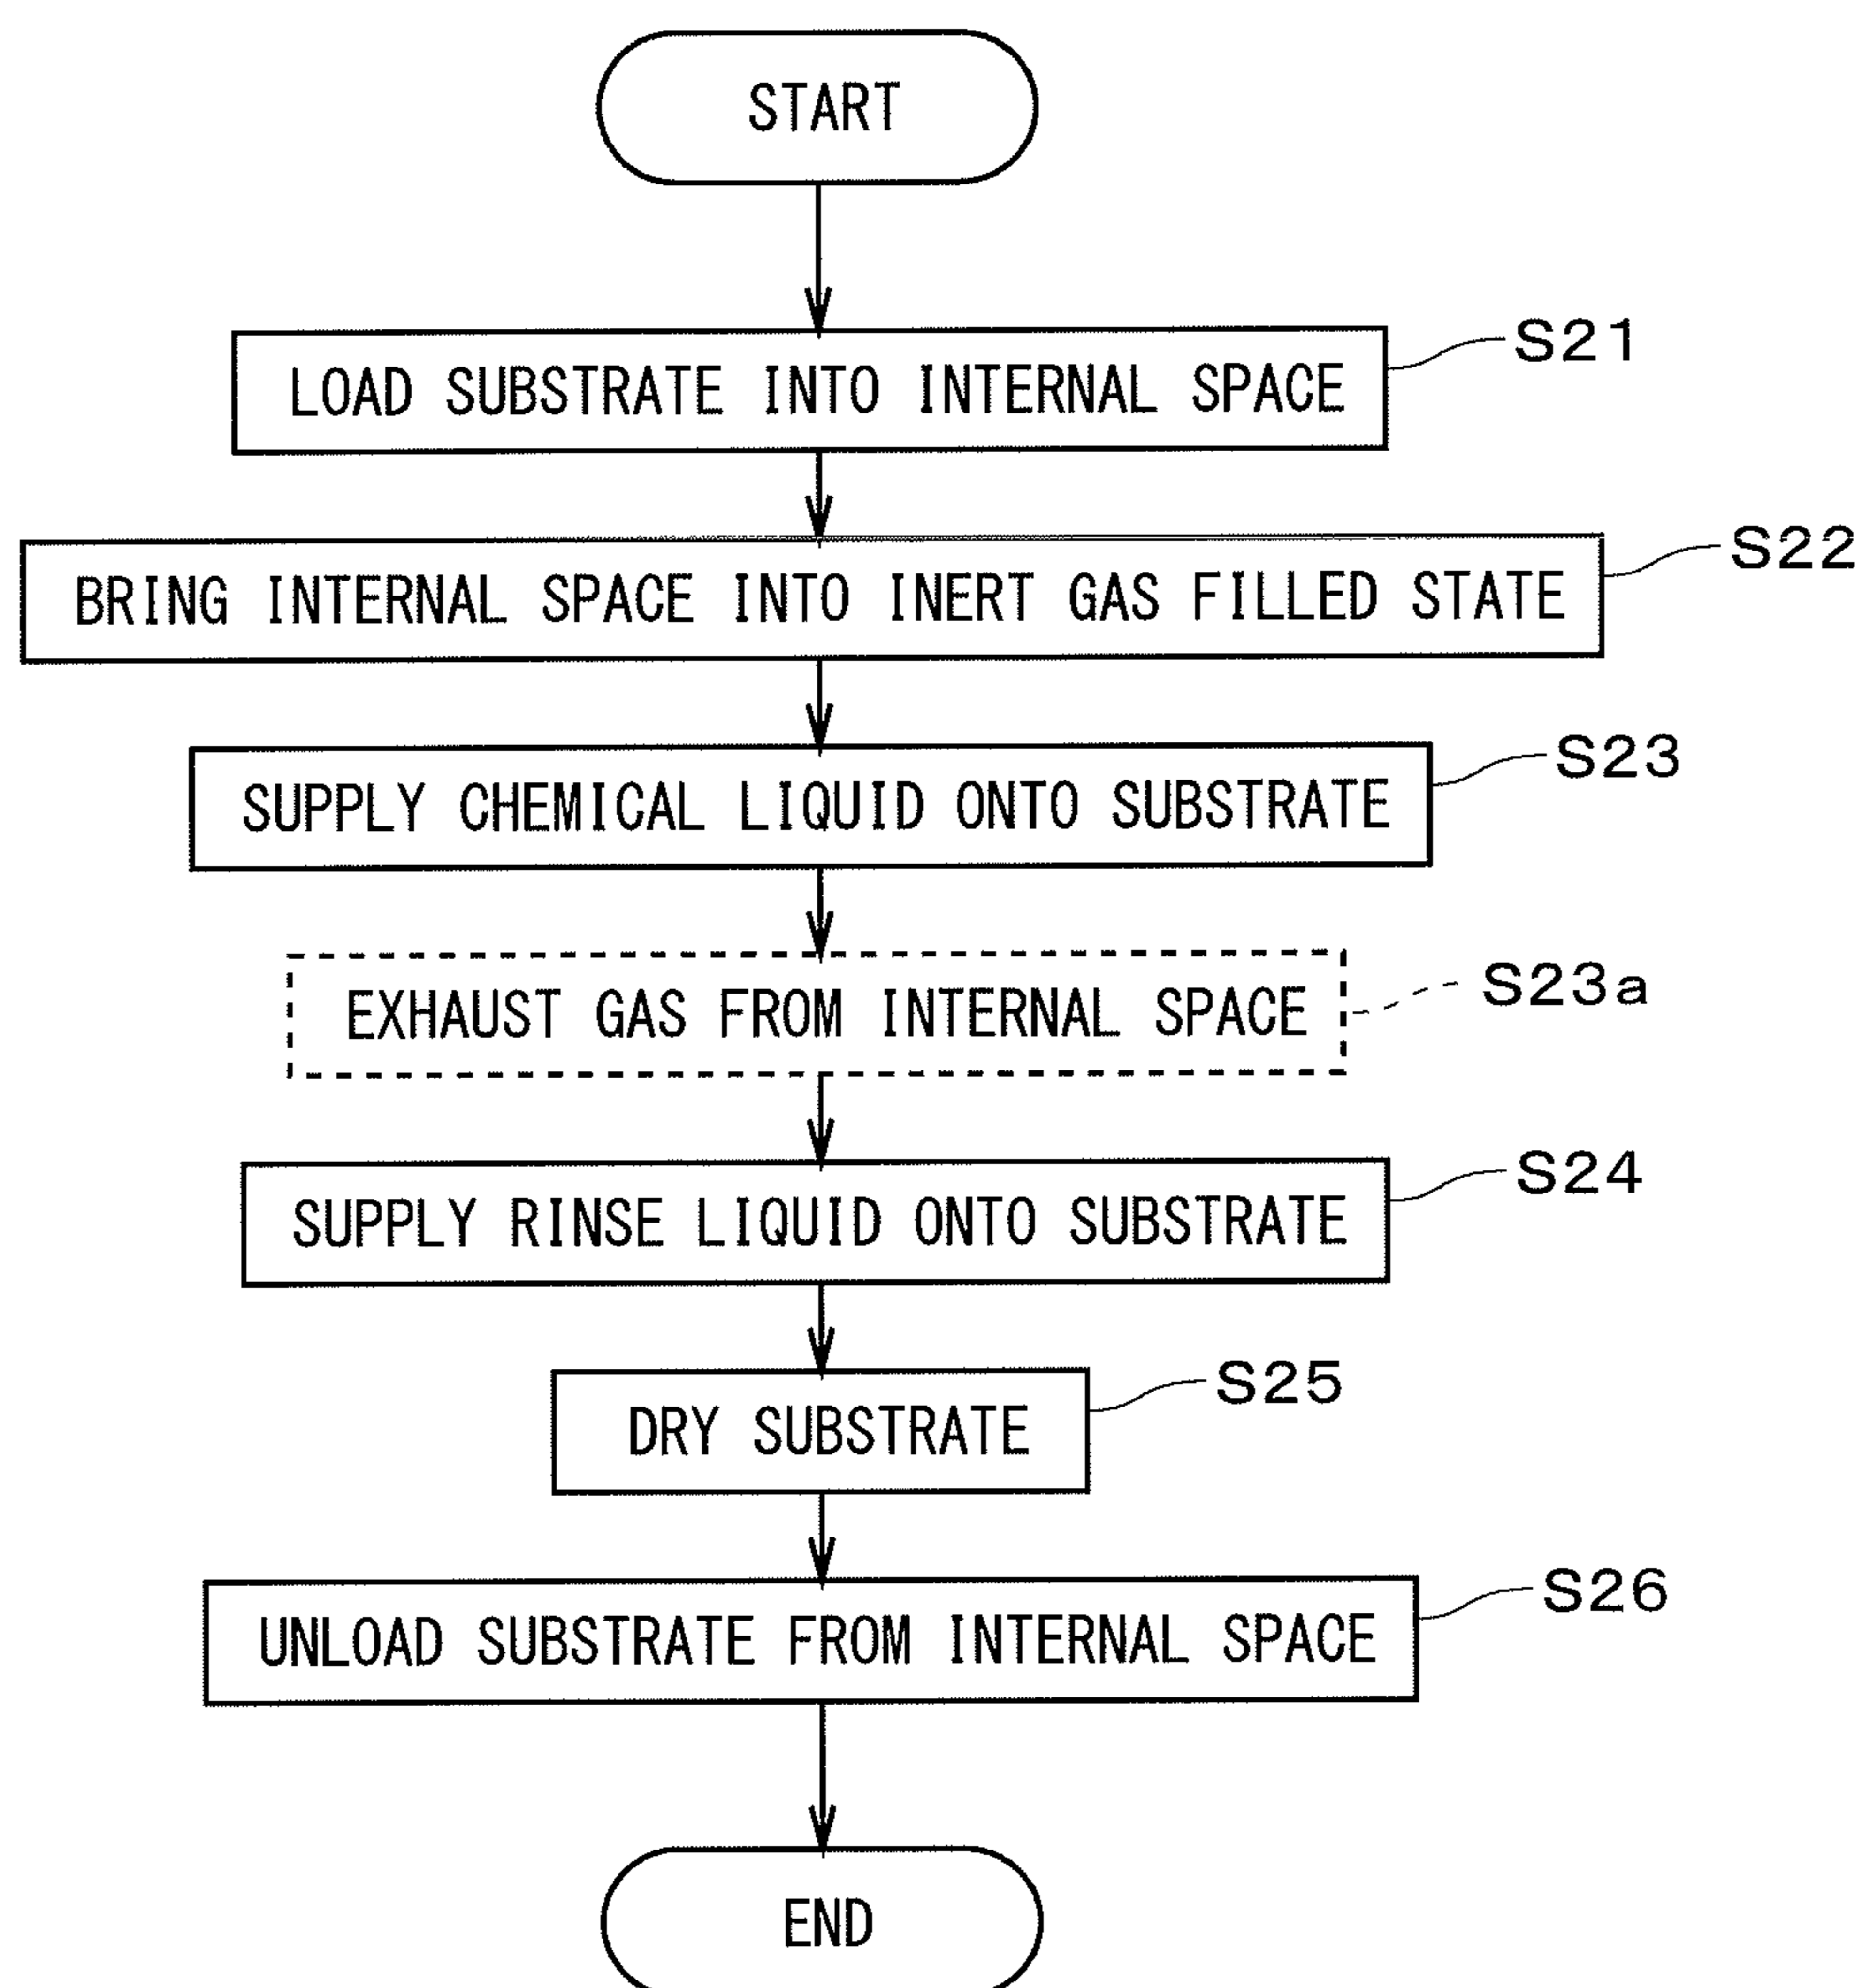 START
LOAD SUBSTRATE INTO INTERNAL SPACE
S21
BRING INTERNAL SPACE INTO INERT GAS FILLED STATE
S22
SUPPLY CHEMICAL LIQUID ONTO SUBSTRATE
S23
EXHAUST GAS FROM INTERNAL SPACE
S23a
SUPPLY RINSE LIQUID ONTO SUBSTRATE
S24
DRY SUBSTRATE
S25
UNLOAD SUBSTRATE FROM INTERNAL SPACE
S26
END